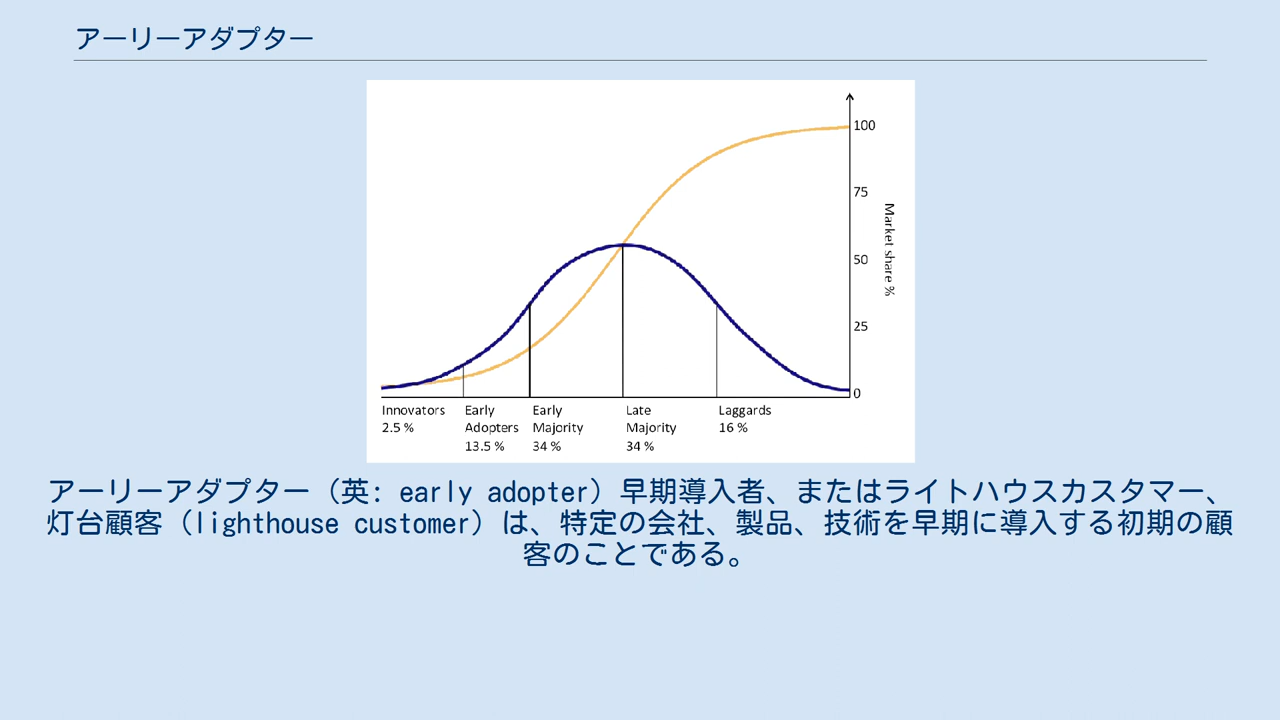 アーリーアダプター
100
75
50
25
0
Market share %
Innovators
2.5 %
Early
Adopters
13.5 %
Early
Majority
34 %
Late
Majority
34 %
Laggards
16 %
アーリーアダプター（英: early adopter）早期導入者、またはライトハウスカスタマー、
灯台顧客（lighthouse customer）は、特定の会社、製品、技術を早期に導入する初期の顧
客のことである。